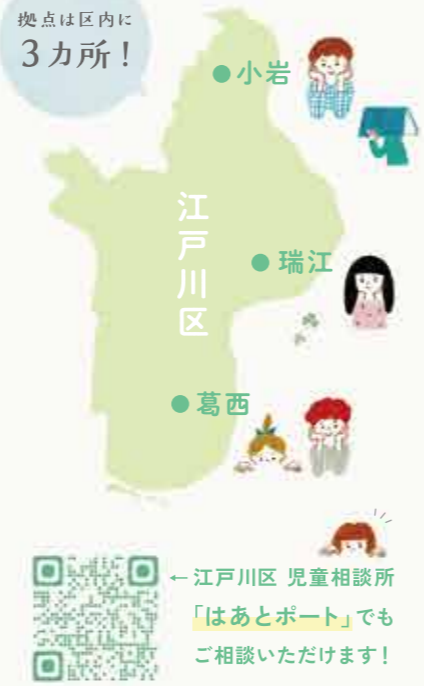 拠点は区内に
3カ所！
小岩
江戸川区
瑞江
葛西
←江戸川区 児童相談所
「はあとポート」でも
ご相談いただけます！